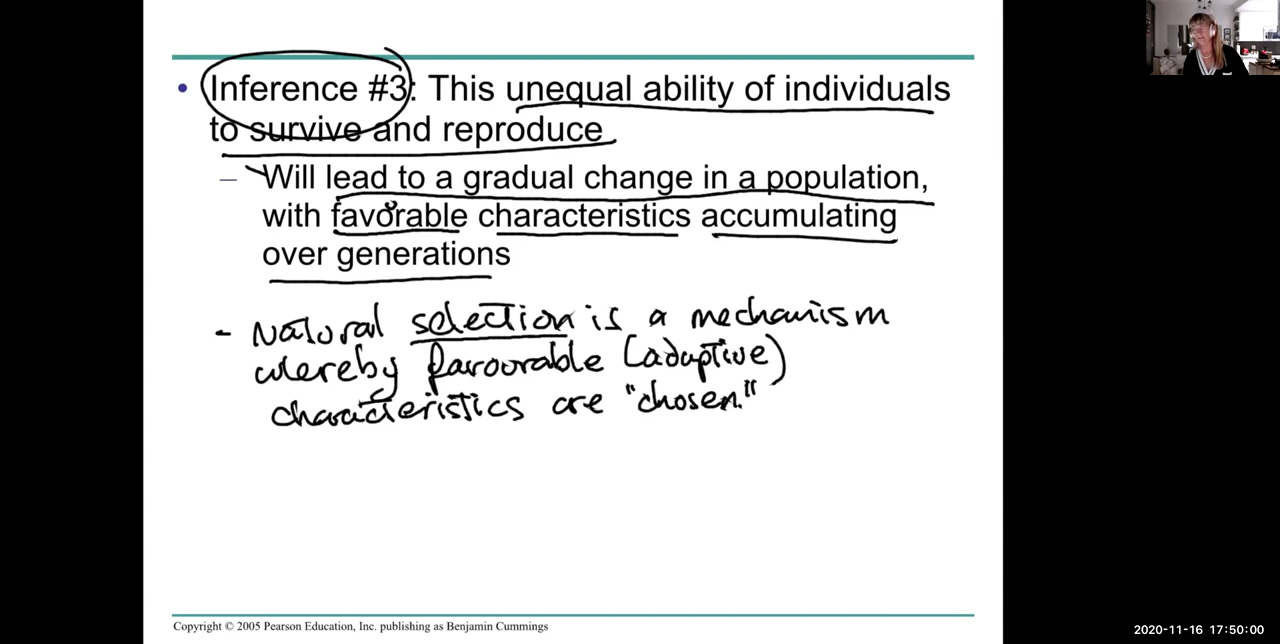 • Inference #3: This unequal ability of individuals
to survive and reproduce
– Will lead to a gradual change in a population,
with favorable characteristics accumulating
over generations
- Natural selection is a mechanism
whereby favourable (adaptive)
characteristics are "chosen."
Copyright © 2005 Pearson Education, Inc. publishing as Benjamin Cummings
2020-11-16 17:50:00